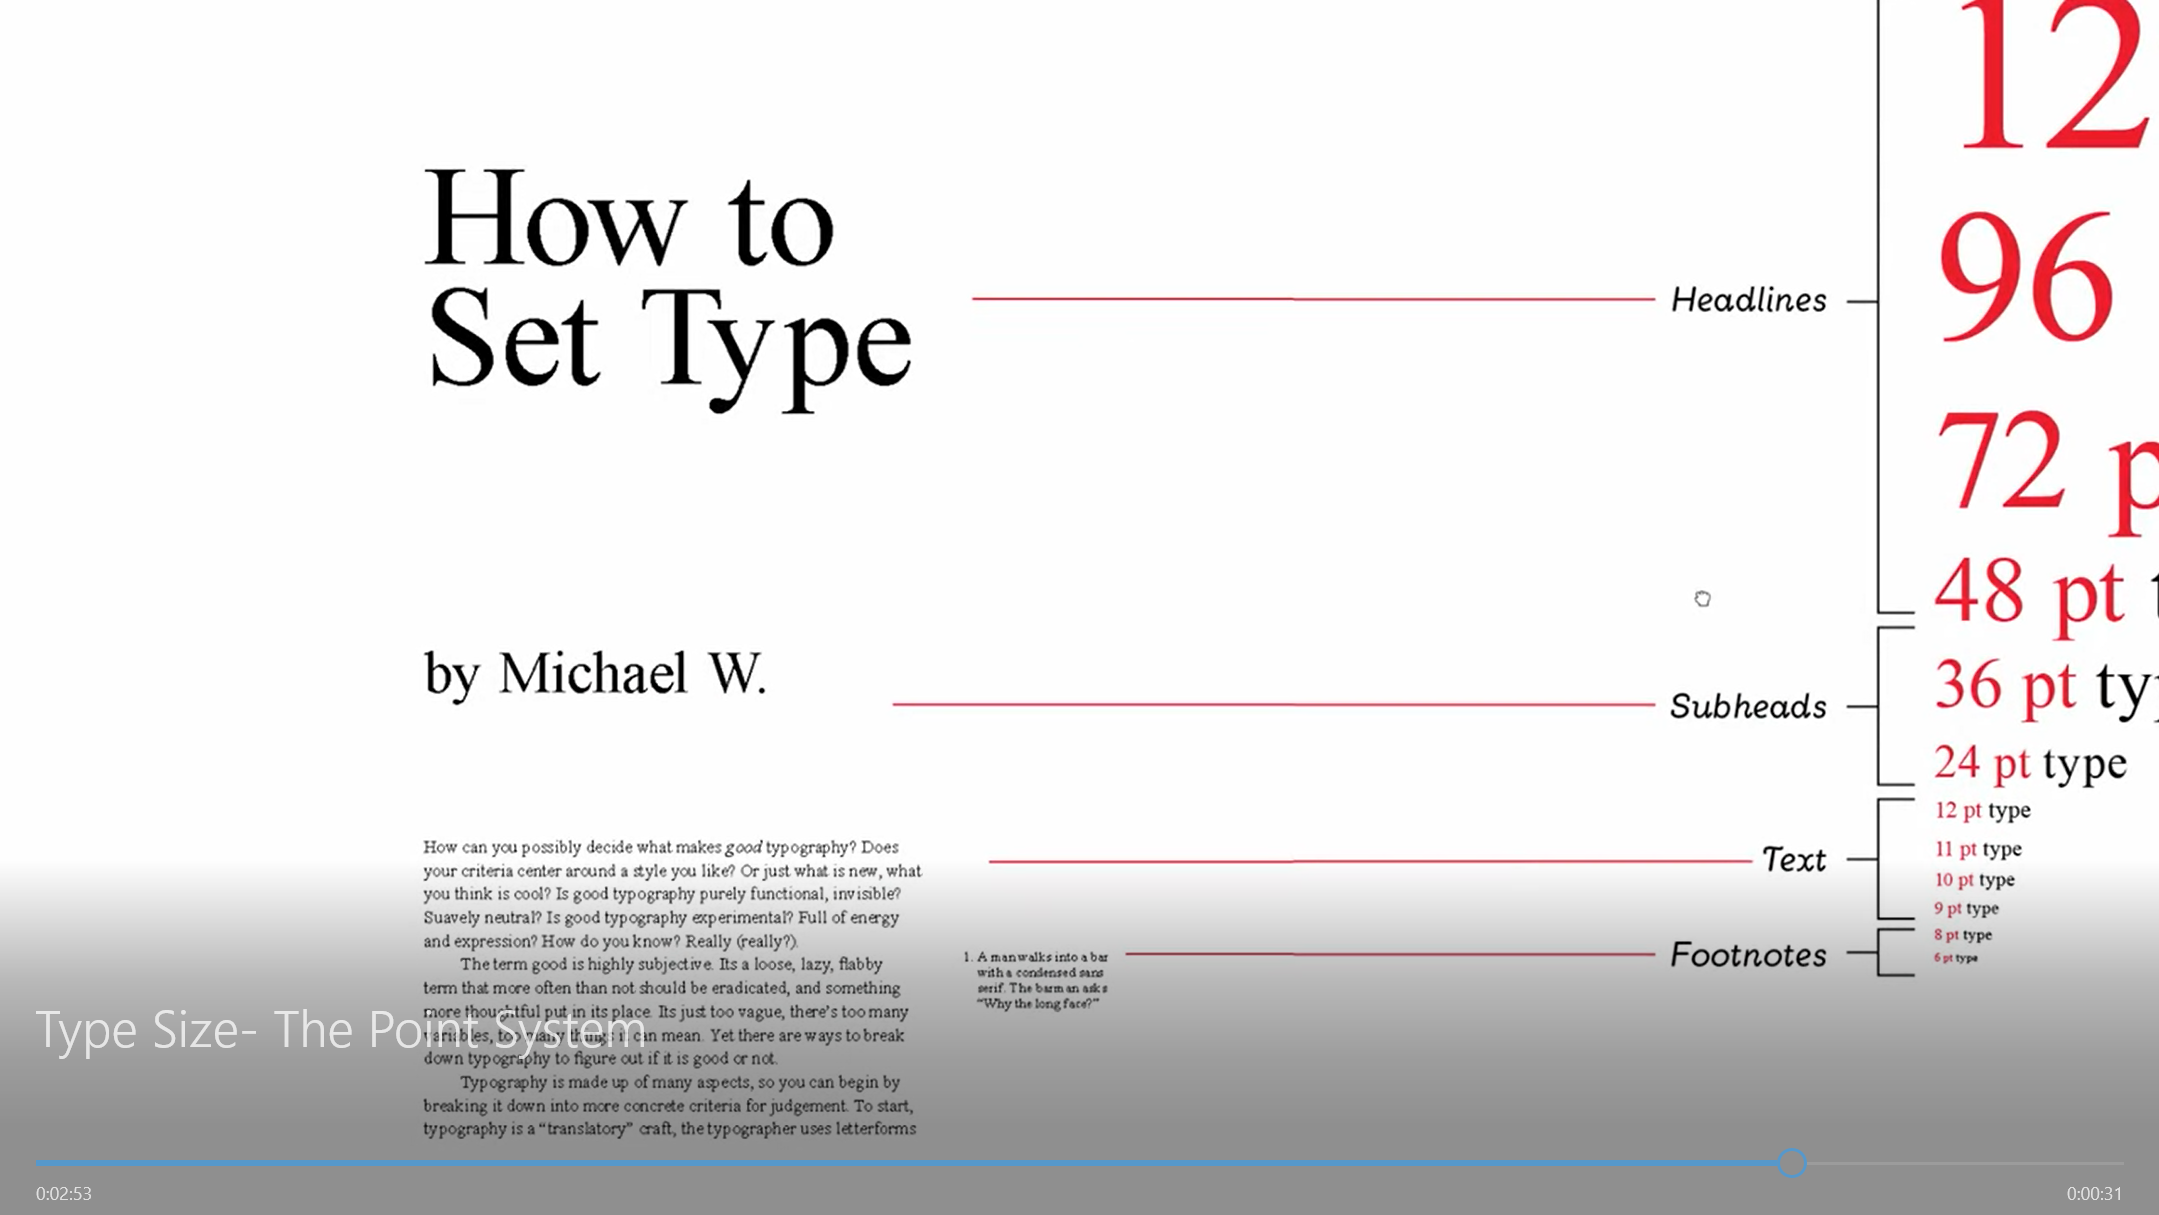 12
96
72 p
48 pt t
36 pt typ
24 pt type
12 pt type
11 pt type
10 pt type
9 pt type
8 pt type
6 pt type
Headlines
Subheads
Text
Footnotes
How to
Set Type
by Michael W.
How can you possibly decide what makes good typography? Does
your criteria center around a style you like? Or just what is new, what
you think is cool? Is good typography purely functional, invisible?
Suavely neutral? Is good typography experimental? Full of energy
and expression? How do you know? Really (really?).
The term good is highly subjective. Its a loose, lazy, flabby
term that more often than not should be eradicated, and something
more thoughtful put in its place. Its just too vague, there’s too many
variables, too many things it can mean. Yet there are ways to break
down typography to figure out if it is good or not.
Typography is made up of many aspects, so you can begin by
breaking it down into more concrete criteria for judgement. To start,
typography is a “translatory” craft, the typographer uses letterforms
1. A man walks into a bar
with a condensed sans
serif. The barman asks
“Why the long face?”
Type Size- The Point System
0:02:53
0:00:31